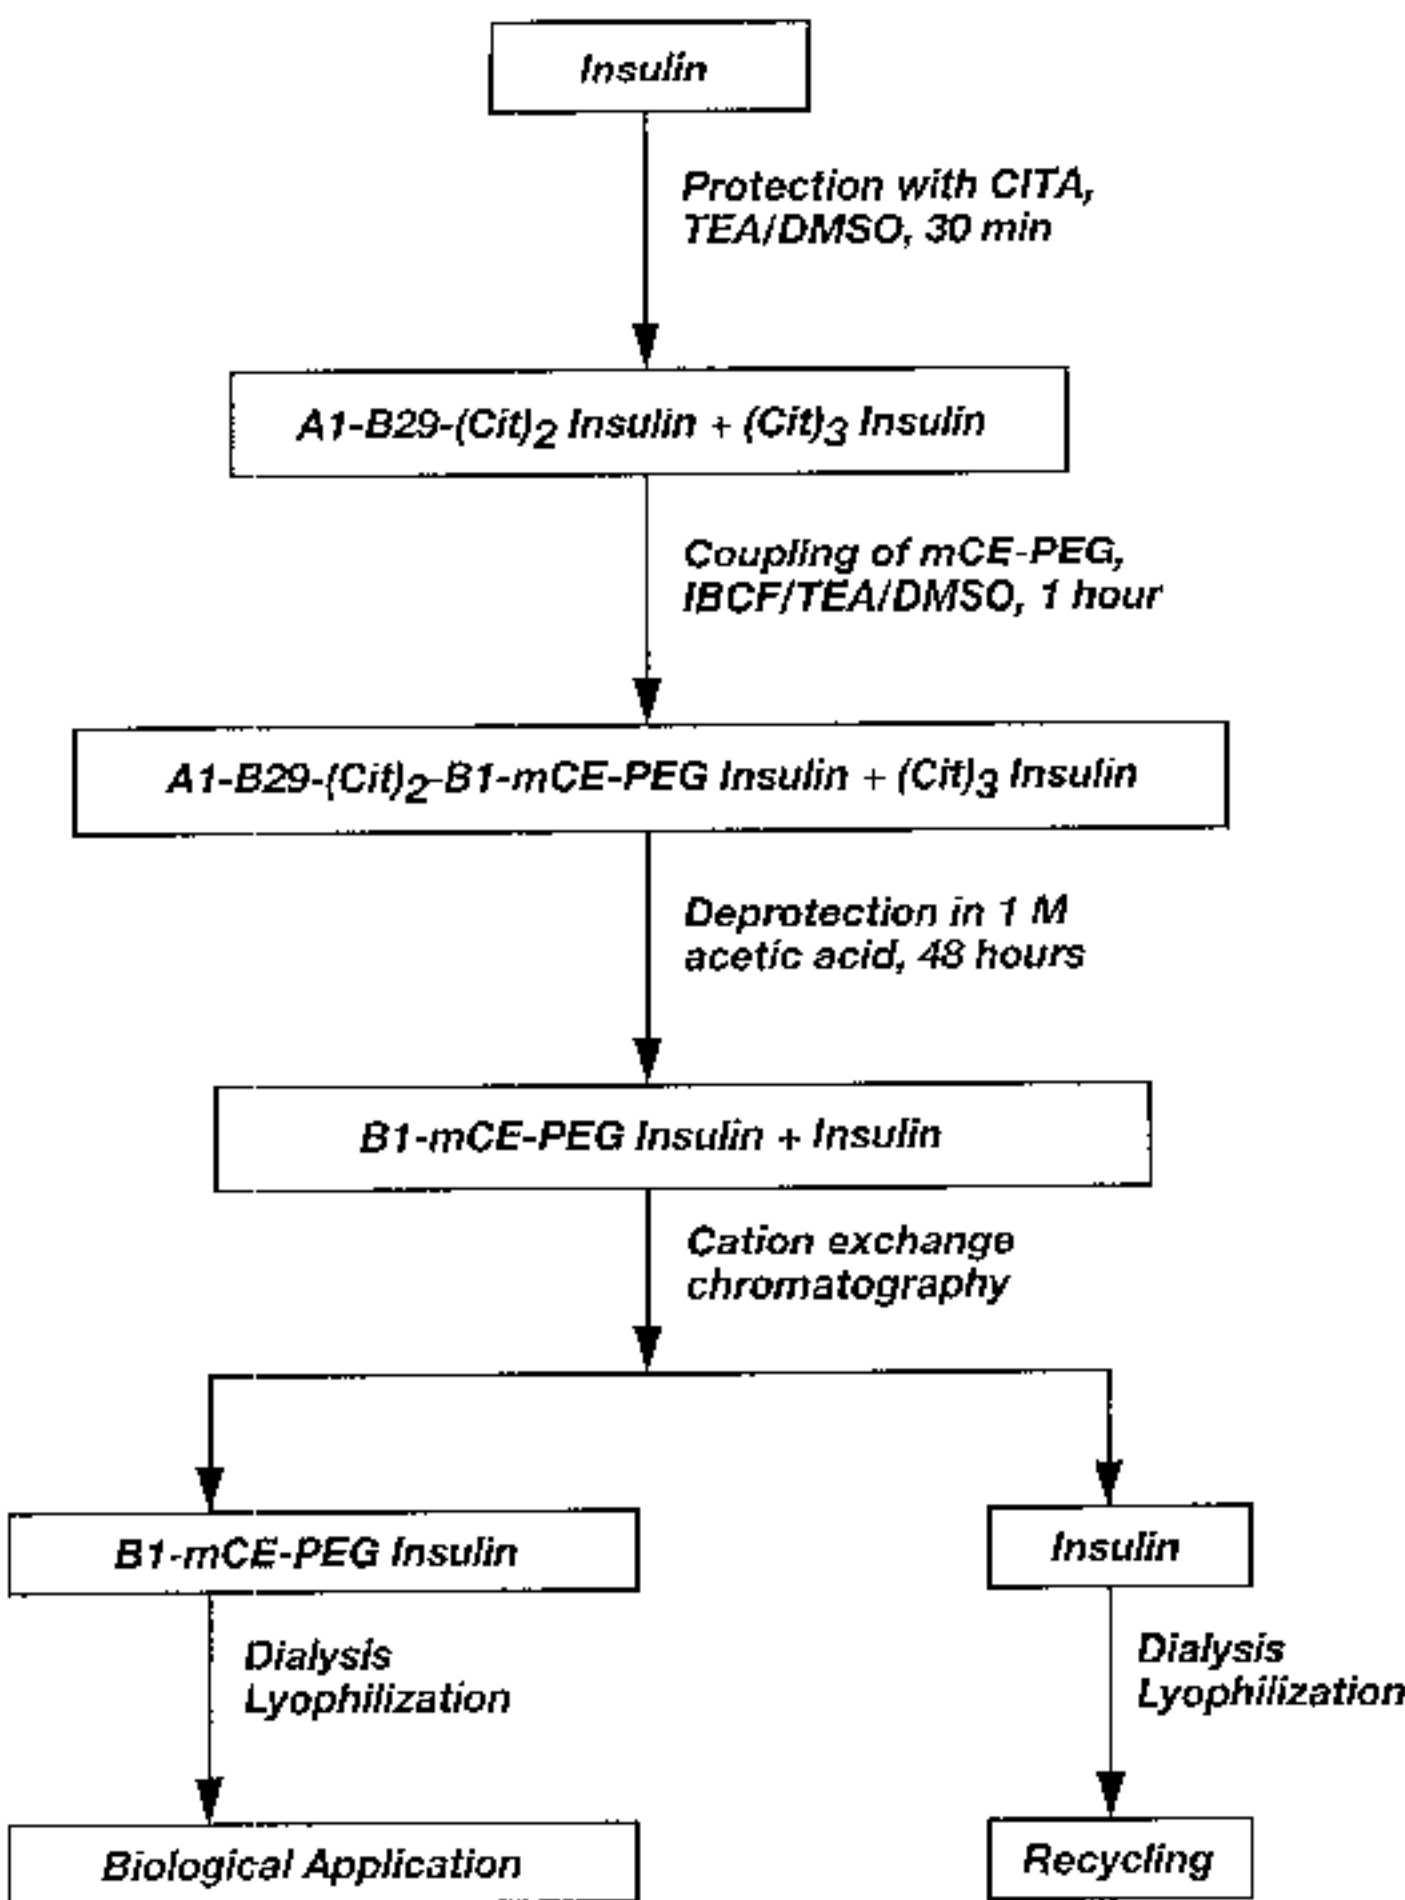 Insulin
Protection with CITA,
TEA/DMSO, 30 min
A1-B29-(Cit)2 Insulin + (Cit)3 Insulin
Coupling of mCE-PEG,
IBCF/TEA/DMSO, 1 hour
A1-B29-(Cit)2-B1-mCE-PEG Insulin + (Cit)3 Insulin
Deprotection in 1 M
acetic acid, 48 hours
B1-mCE-PEG Insulin + Insulin
Cation exchange
chromatography
B1-mCE-PEG Insulin
Insulin
Dialysis
Lyophilization
Dialysis
Lyophilization
Biological Application
Recycling